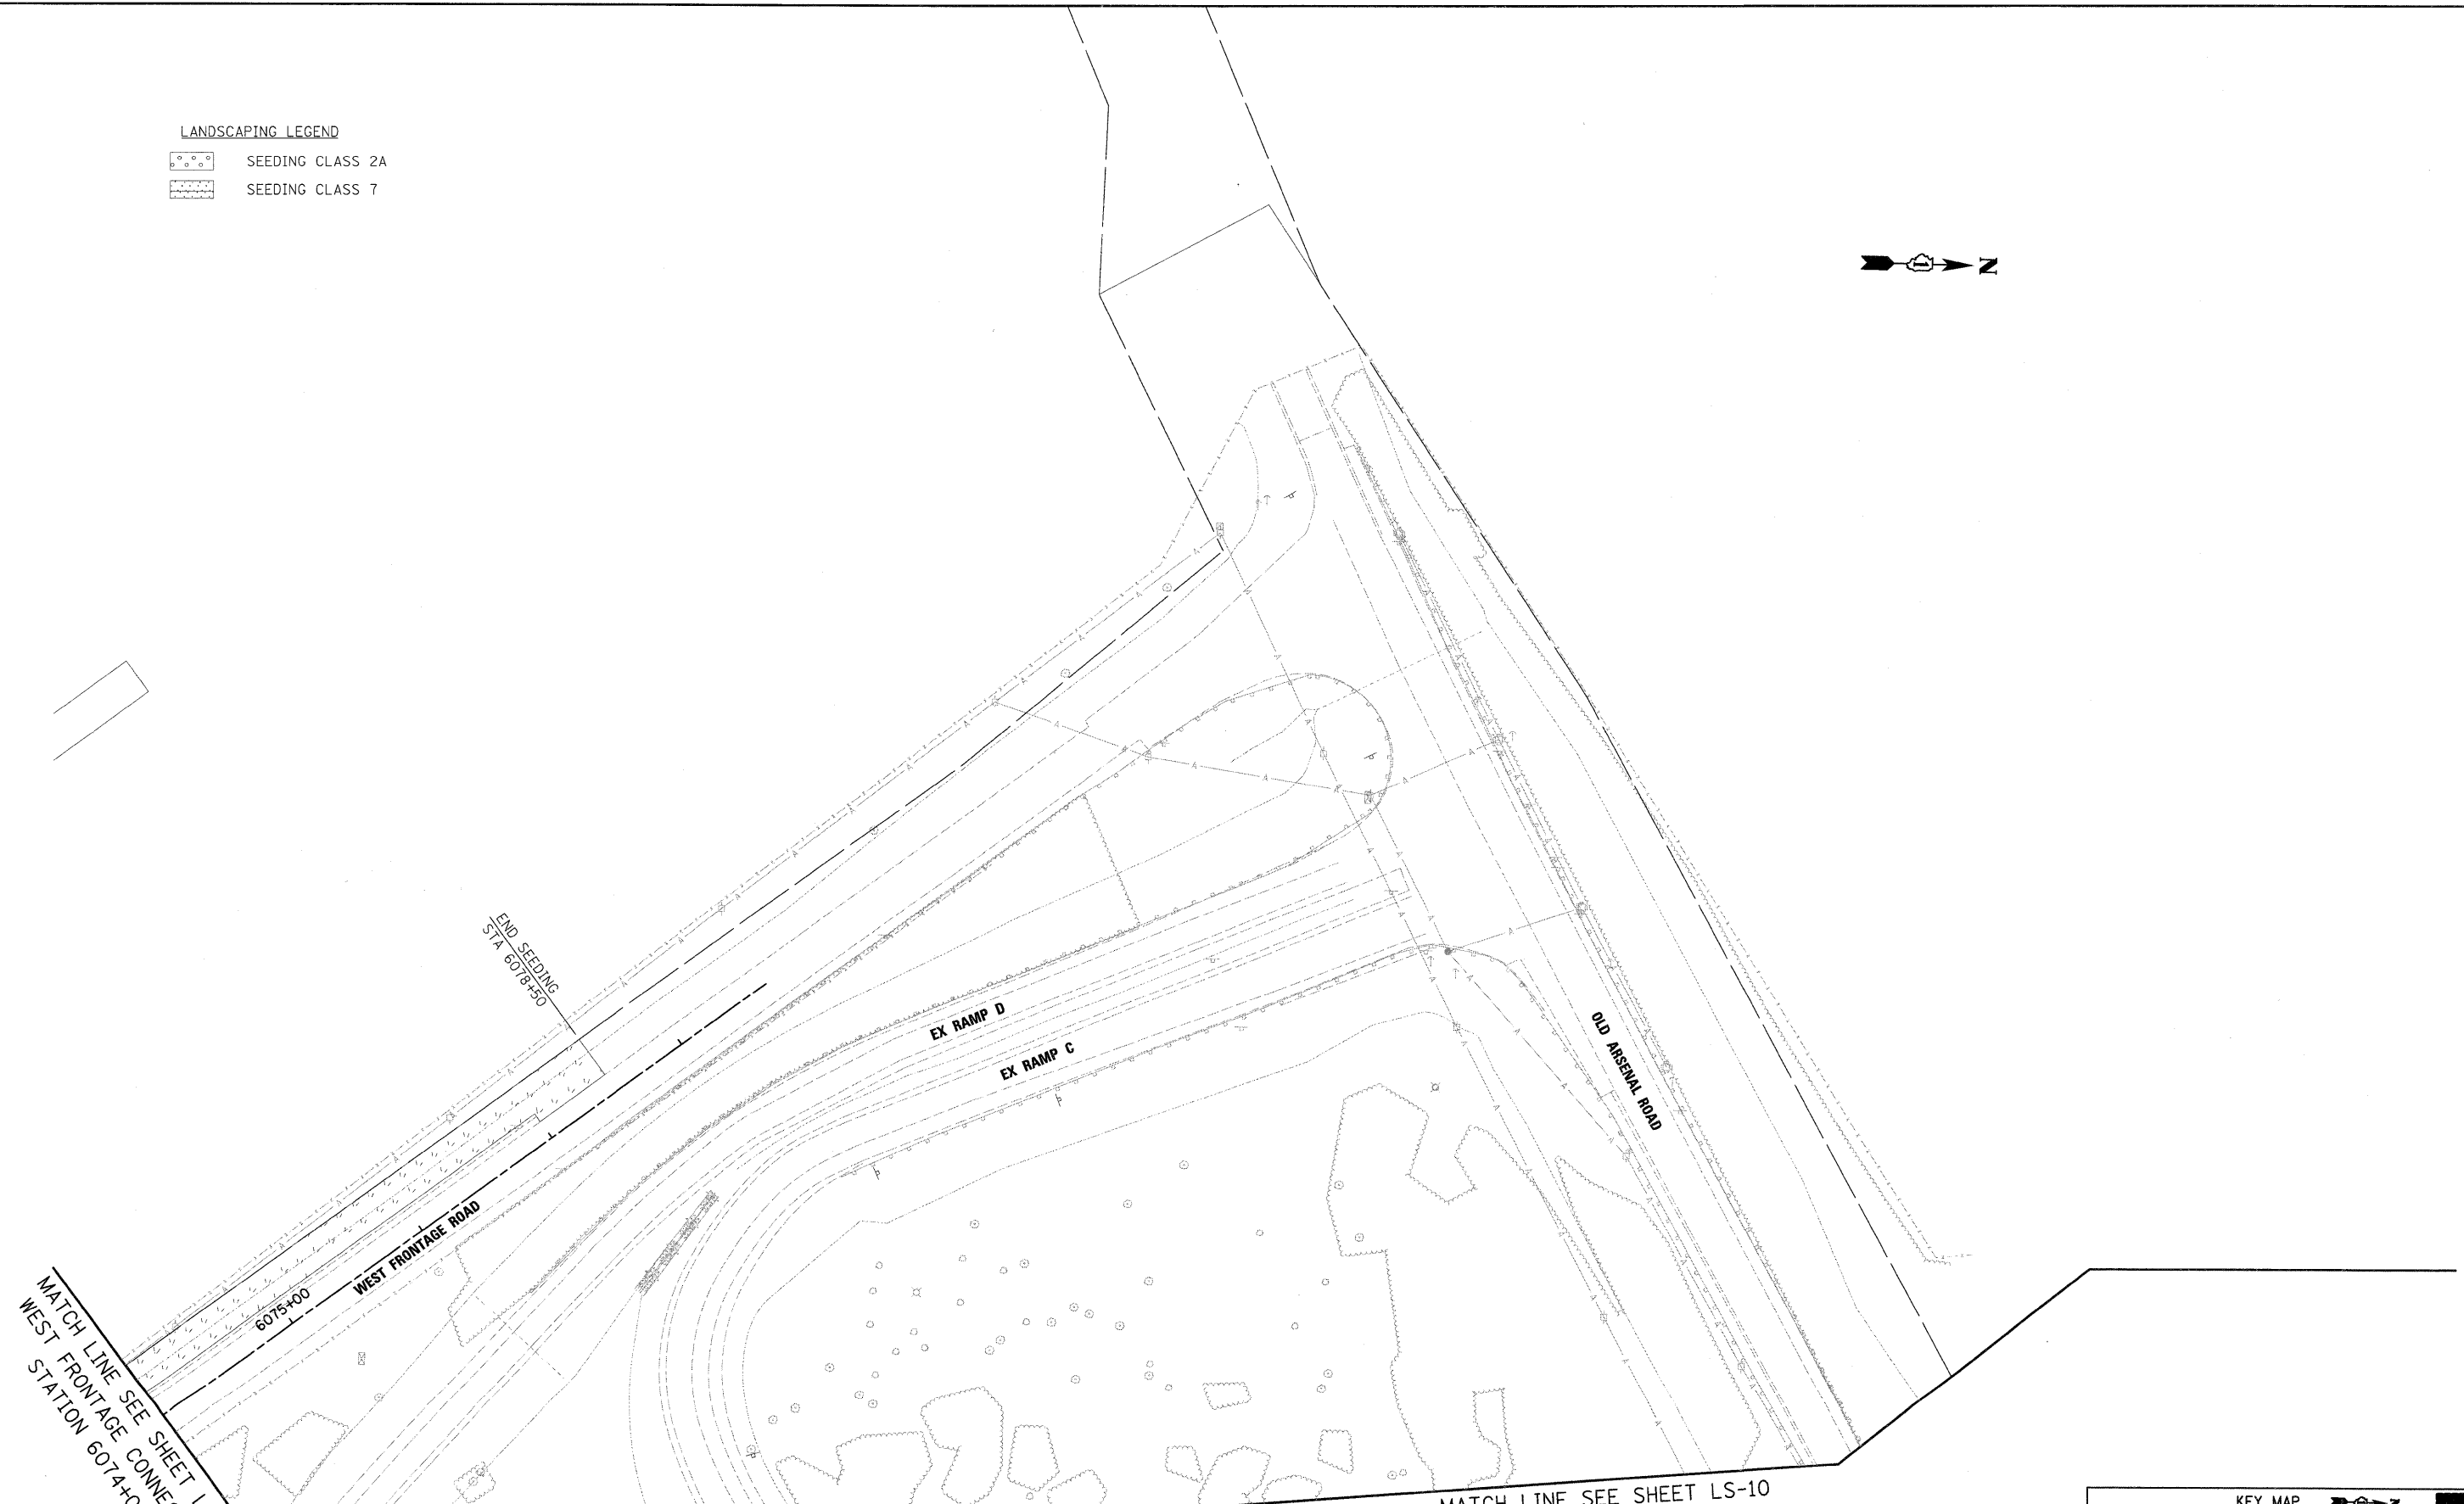 LANDSCAPING LEGEND
SEEDING CLASS 2A
SEEDING CLASS 7
N
END SEEDING
STA 6078+50
EX RAMP D
EX RAMP C
OLD ARSENAL ROAD
WEST FRONTAGE ROAD
6075+00
MATCH LINE SEE SHEET
WEST FRONTAGE
STATION 6074+0
MATCH LINE SEE SHEET LS-10
KEY MAP